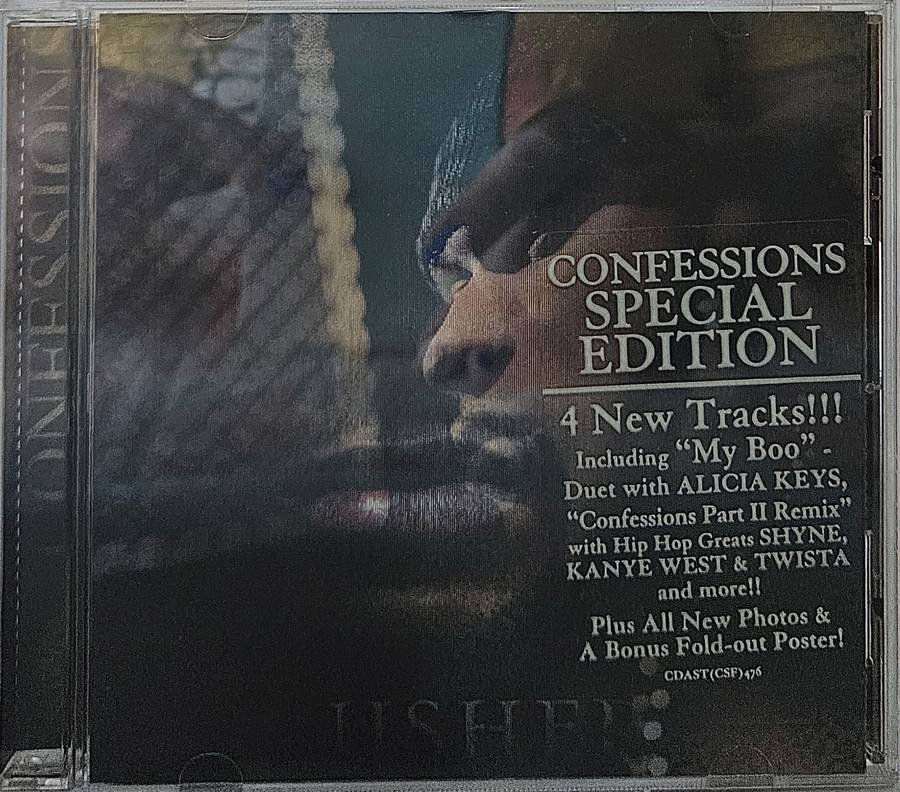 CONFESSIONS
CONFESSIONS
SPECIAL
EDITION
4 New Tracks!!!
Including “My Boo” -
Duet with ALICIA KEYS,
“Confessions Part II Remix”
with Hip Hop Greats SHYNE,
KANYE WEST & TWISTA
and more!!
Plus All New Photos &
A Bonus Fold-out Poster!
CDAST(CSF)476
USHER